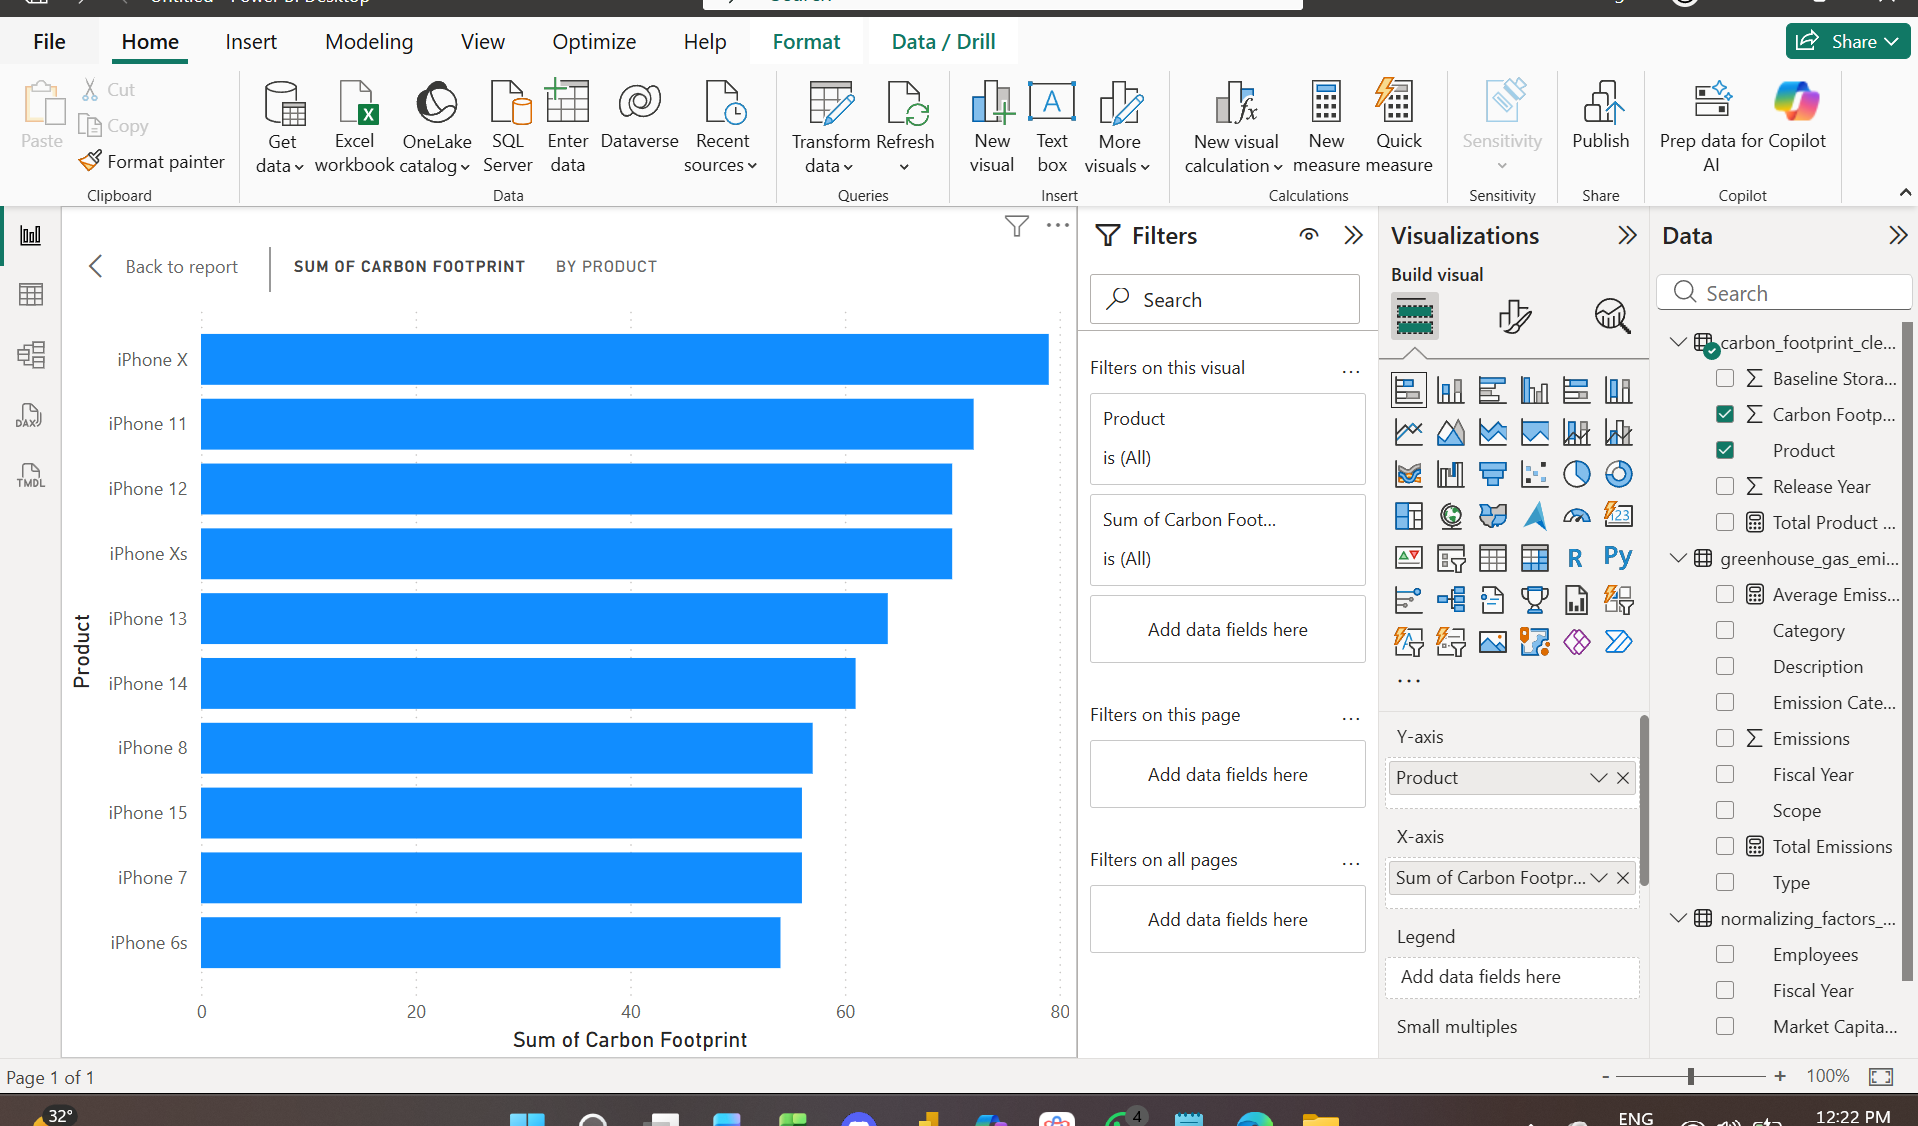 File
Home
Insert
Modeling
View
Optimize
Help
Format
Data / Drill
Share
Paste
Cut
Copy
Format painter
Clipboard
Get data
Excel workbook
OneLake catalog
SQL Server
Enter data
Dataverse
Recent sources
Data
Transform data
Refresh
Queries
New visual
Text box
More visuals
Insert
New visual calculation
New measure
Quick measure
Calculations
Sensitivity
Sensitivity
Publish
Share
Prep data for AI
Copilot
Copilot
Back to report
SUM OF CARBON FOOTPRINT
BY PRODUCT
Product
iPhone X
iPhone 11
iPhone 12
iPhone Xs
iPhone 13
iPhone 14
iPhone 8
iPhone 15
iPhone 7
iPhone 6s
0 20 40 60 80
Sum of Carbon Footprint
DAX
TMDL
Filters
Search
Filters on this visual
Product
is (All)
Sum of Carbon Foot...
is (All)
Add data fields here
Filters on this page
Add data fields here
Filters on all pages
Add data fields here
Visualizations
Build visual
123
R
Py
Y-axis
Product
X-axis
Sum of Carbon Footpr...
Legend
Add data fields here
Small multiples
Data
Search
carbon_footprint_cle...
Baseline Stora...
Carbon Footp...
Product
Release Year
Total Product ...
greenhouse_gas_emi...
Average Emiss...
Category
Description
Emission Cate...
Emissions
Fiscal Year
Scope
Total Emissions
Type
normalizing_factors_...
Employees
Fiscal Year
Market Capita...
Page 1 of 1
- + 100%
32°
4
ENG
12:22 PM